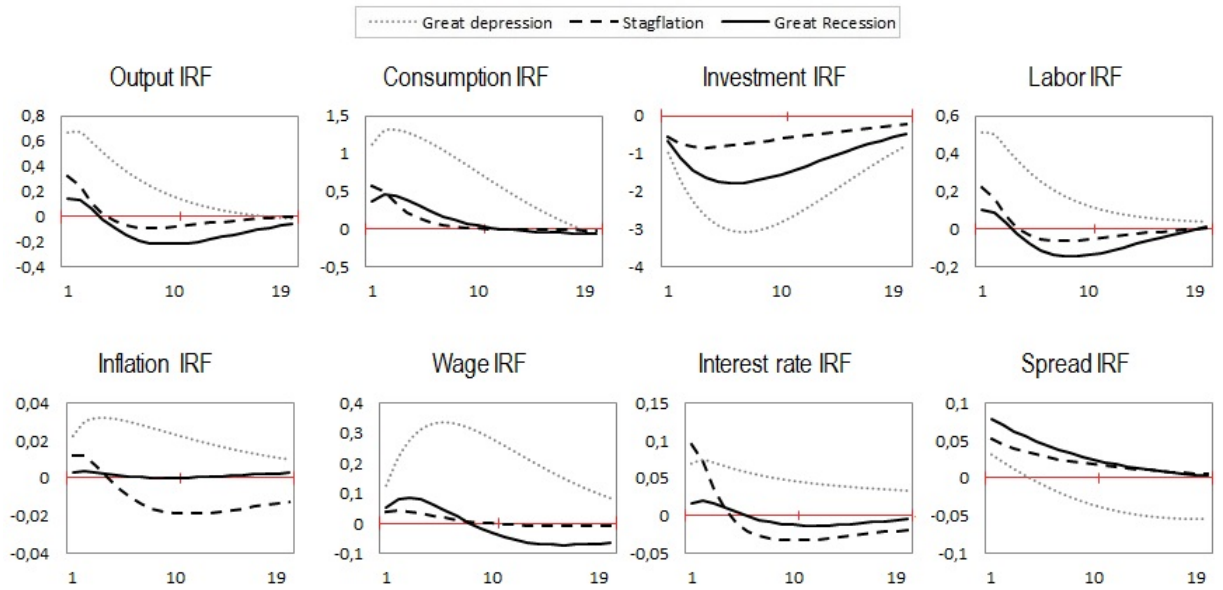 Great depression Stagflation Great Recession
Output IRF Consumption IRF Investment IRF Labor IRF
0,8 1,5 0 0,6
0,6
0,4 1 -1 0,4
0,2 0,5 -2 0,2
0
-0,2 0 -3 0
-0,4 -0,5 -4 -0,2
1 10 19 1 10 19 1 10 19 1 10 19
Inflation IRF Wage IRF Interest rate IRF Spread IRF
0,04 0,4 0,15 0,1
0,02 0,3 0,1 0,05
0,2
0 0,1 0,05 0
-0,02 0 0 -0,05
-0,04 -0,1 -0,05 -0,1
1 10 19 1 10 19 1 10 19 1 10 19